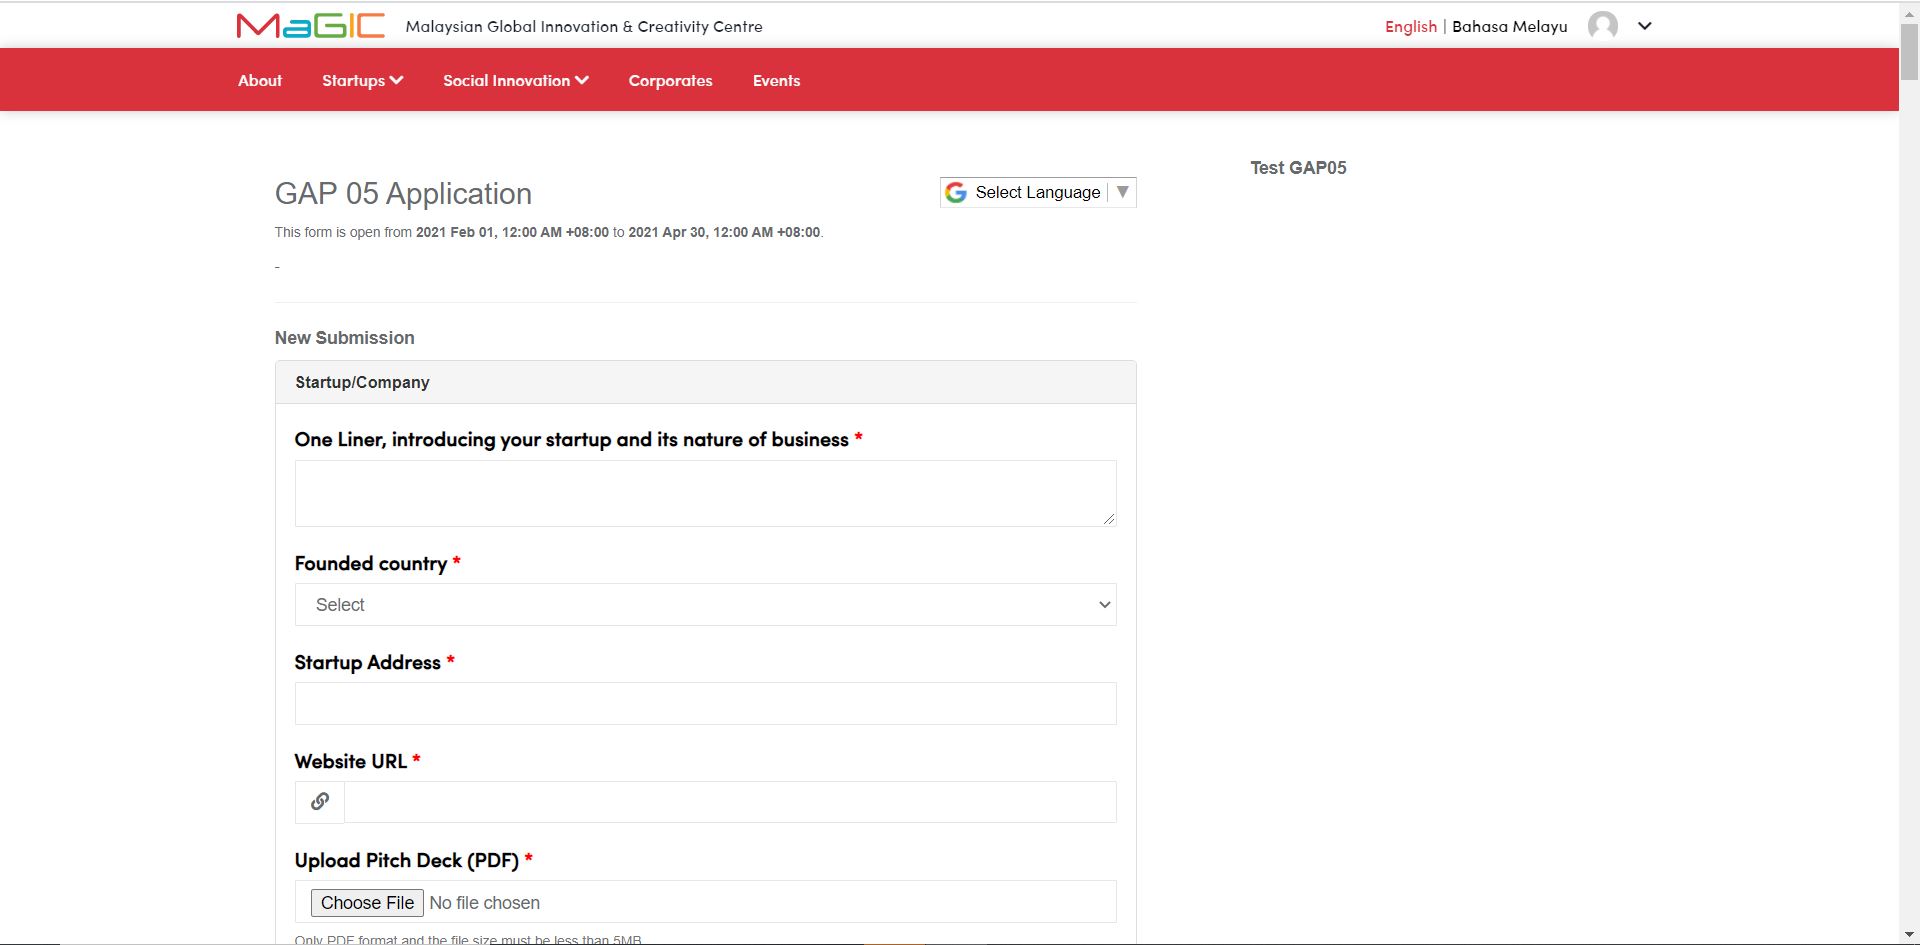 MaGIC Malaysian Global Innovation & Creativity Centre English | Bahasa Melayu
About Startups Social Innovation Corporates Events
Test GAP05
GAP 05 Application
Select Language
This form is open from 2021 Feb 01, 12:00 AM +08:00 to 2021 Apr 30, 12:00 AM +08:00.
-
New Submission
Startup/Company
One Liner, introducing your startup and its nature of business *
Founded country *
Select
Startup Address *
Website URL *
Upload Pitch Deck (PDF) *
Choose File No file chosen
Only PDF format and the file size must be less than 5MB